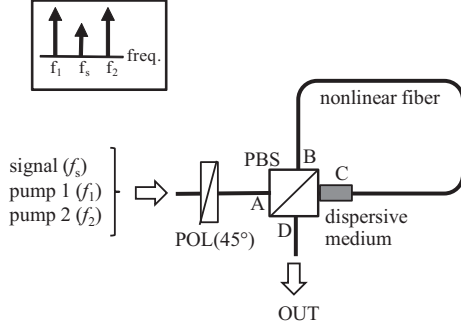 f₁ fₛ f₂ freq.
nonlinear fiber
PBS B
C
signal (fₛ)
pump 1 (f₁)
pump 2 (f₂)
A
D
dispersive
medium
POL(45°)
OUT